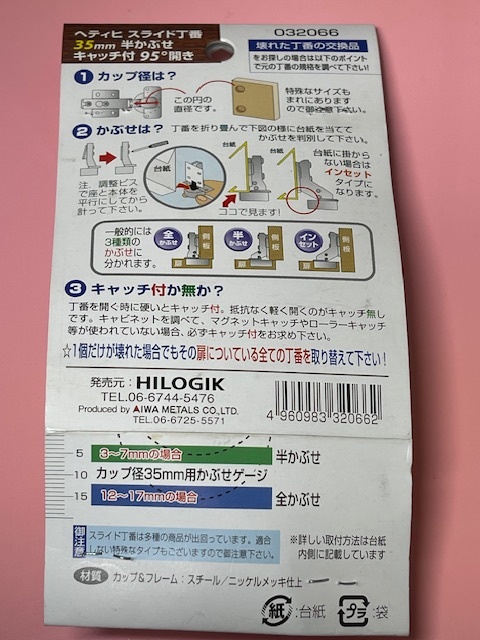 ヘティヒ スライド丁番
35mm 半かぶせ
キャッチ付 95°開き
032066
壊れた丁番の交換品
をお探しの場合は以下のポイント
で元の丁番の規格を調べて下さい!
1 カップ径は?
この円の
直径です。
特殊なサイズも
まれにあります
ので御注意下さい。
2 かぶせは? 丁番を折り畳んで下図の様に台紙を当てて
かぶせを判別して下さい。
台紙
台紙
台紙
台紙に掛から
ない場合は
インセット
タイプに
なります。
注. 調整ビス
で座と本体を
平行にしてから
計って下さい。
ココで見ます!
一般的には
3種類の
かぶせに
分かれます。
全かぶせ 側板 扉
半かぶせ 側板 扉
インセット 側板 扉
3 キャッチ付か無か?
丁番を開く時に硬いとキャッチ付。抵抗なく軽く開くのがキャッチ無し
です。キャビネットを調べて、マグネットキャッチやローラーキャッチ
等が使われていない場合、必ずキャッチ付をお求め下さい。
☆1個だけが壊れた場合でもその扉についている全ての丁番を取り替えて下さい!
発売元:HILOGIK
TEL.06-6744-5476
Produced by AIWA METALS CO.,LTD.
TEL.06-6725-5571
4 960983 320662
5 3〜7mmの場合 半かぶせ
10 カップ径35mm用かぶせゲージ
15 12〜17mmの場合 全かぶせ
御注意 スライド丁番は多種の商品が出回っています。適合
しない特殊なタイプもございますので御注意下さい。
※詳しい取付方法は台紙
内側に記載しています
材質 カップ&フレーム:スチール/ニッケルメッキ仕上
紙:台紙 プラ:袋